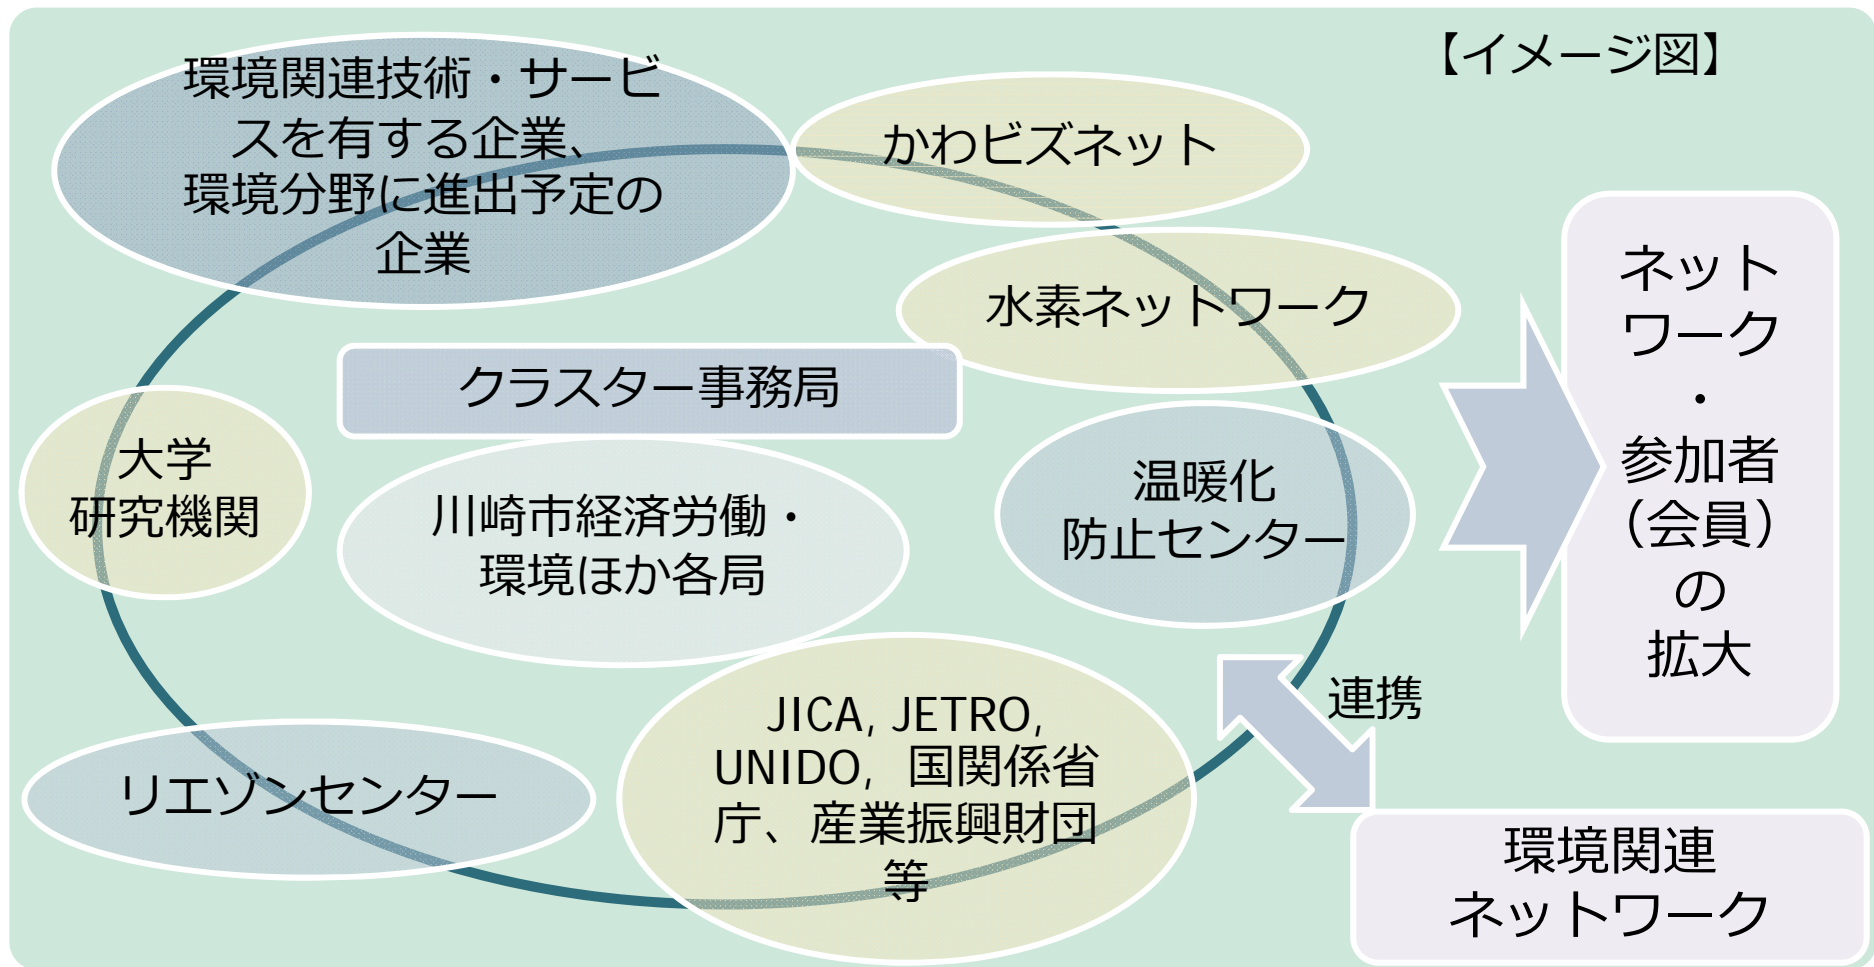 【イメージ図】
環境関連技術・サービ
スを有する企業、
環境分野に進出予定の
企業
かわビズネット
水素ネットワーク
クラスター事務局
大学
研究機関
川崎市経済労働・
環境ほか各局
温暖化
防止センター
ネット
ワーク
・
参加者
（会員）
の
拡大
連携
リエゾンセンター
JICA, JETRO,
UNIDO, 国関係省
庁、産業振興財団
等
環境関連
ネットワーク